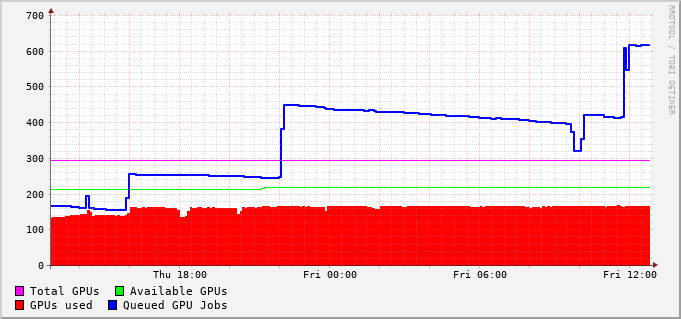 700
600
500
400
300
200
100
0
Thu 18:00 Fri 00:00 Fri 06:00 Fri 12:00
Total GPUs Available GPUs
GPUs used Queued GPU Jobs
RRDTOOL / TOBI OETIKER